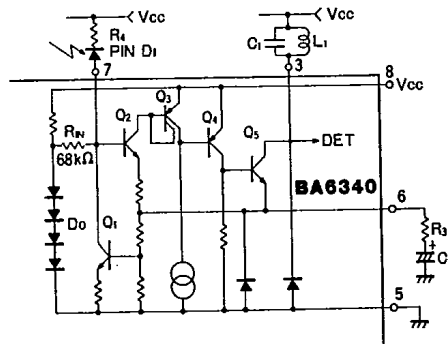 Vcc
Vcc
R4
PIN D1
C1
L1
7
3
8
Vcc
Q3
Q2
Q4
RIN
68kΩ
Q5
DET
BA6340
6
D0
Q1
R3
+
C
5